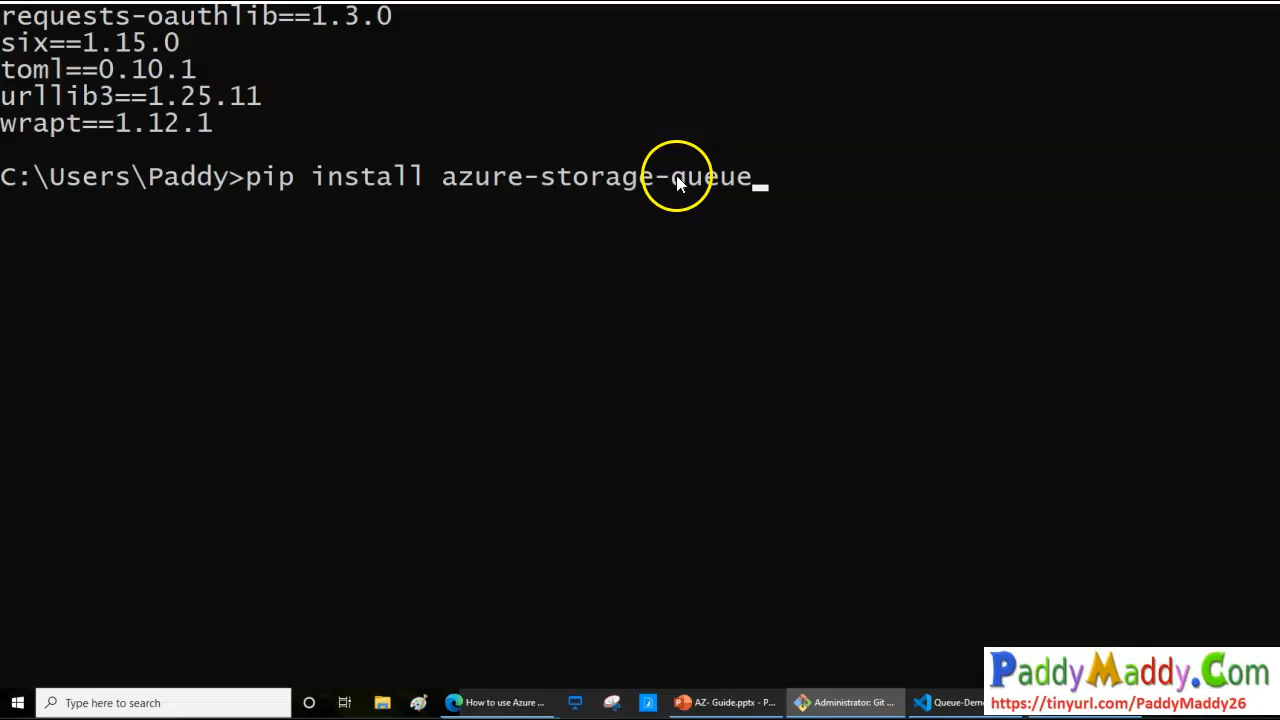 requests-oauthlib==1.3.0
six==1.15.0
toml==0.10.1
urllib3==1.25.11
wrapt==1.12.1
C:\Users\Paddy>pip install azure-storage-queue_
PaddyMaddy.Com
https://tinyurl.com/PaddyMaddy26
Type here to search
How to use Azure ...
AZ- Guide.pptx - P...
Administrator: Git ...
Queue-Dem